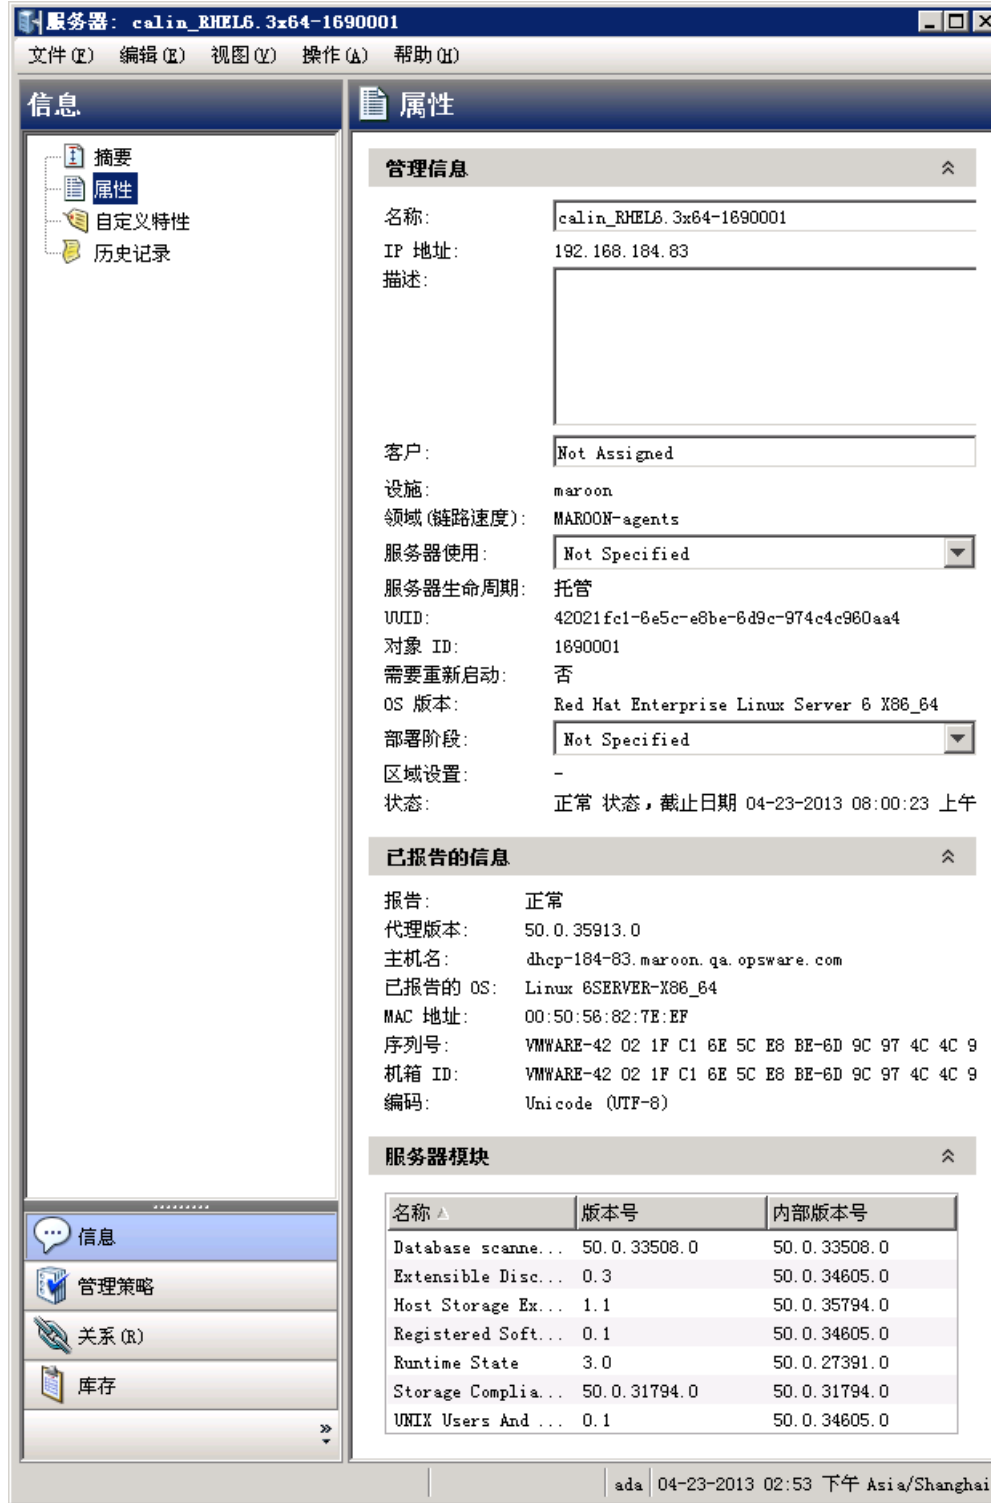 服务器: calin_RHEL6.3x64-1690001
文件(F) 编辑(E) 视图(V) 操作(A) 帮助(H)
信息
摘要
属性
自定义特性
历史记录
属性
管理信息
名称: calin_RHEL6.3x64-1690001
IP 地址: 192.168.184.83
描述:
客户: Not Assigned
设施: maroon
领域(链路速度): MAROON-agents
服务器使用: Not Specified
服务器生命周期: 托管
UUID: 42021fc1-6e5c-e8be-6d9c-974c4c960aa4
对象 ID: 1690001
需要重新启动: 否
OS 版本: Red Hat Enterprise Linux Server 6 X86_64
部署阶段: Not Specified
区域设置: -
状态: 正常 状态，截止日期 04-23-2013 08:00:23 上午
已报告的信息
报告: 正常
代理版本: 50.0.35913.0
主机名: dhcp-184-83.maroon.qa.opsware.com
已报告的 OS: Linux 6SERVER-X86_64
MAC 地址: 00:50:56:82:7E:EF
序列号: VMWARE-42 02 1F C1 6E 5C E8 BE-6D 9C 97 4C 4C 9
机箱 ID: VMWARE-42 02 1F C1 6E 5C E8 BE-6D 9C 97 4C 4C 9
编码: Unicode (UTF-8)
服务器模块
名称 版本号 内部版本号
Database scanne... 50.0.33508.0 50.0.33508.0
Extensible Disc... 0.3 50.0.34605.0
Host Storage Ex... 1.1 50.0.35794.0
Registered Soft... 0.1 50.0.34605.0
Runtime State 3.0 50.0.27391.0
Storage Complia... 50.0.31794.0 50.0.31794.0
UNIX Users And ... 0.1 50.0.34605.0
信息
管理策略
关系(R)
库存
ada 04-23-2013 02:53 下午 Asia/Shanghai